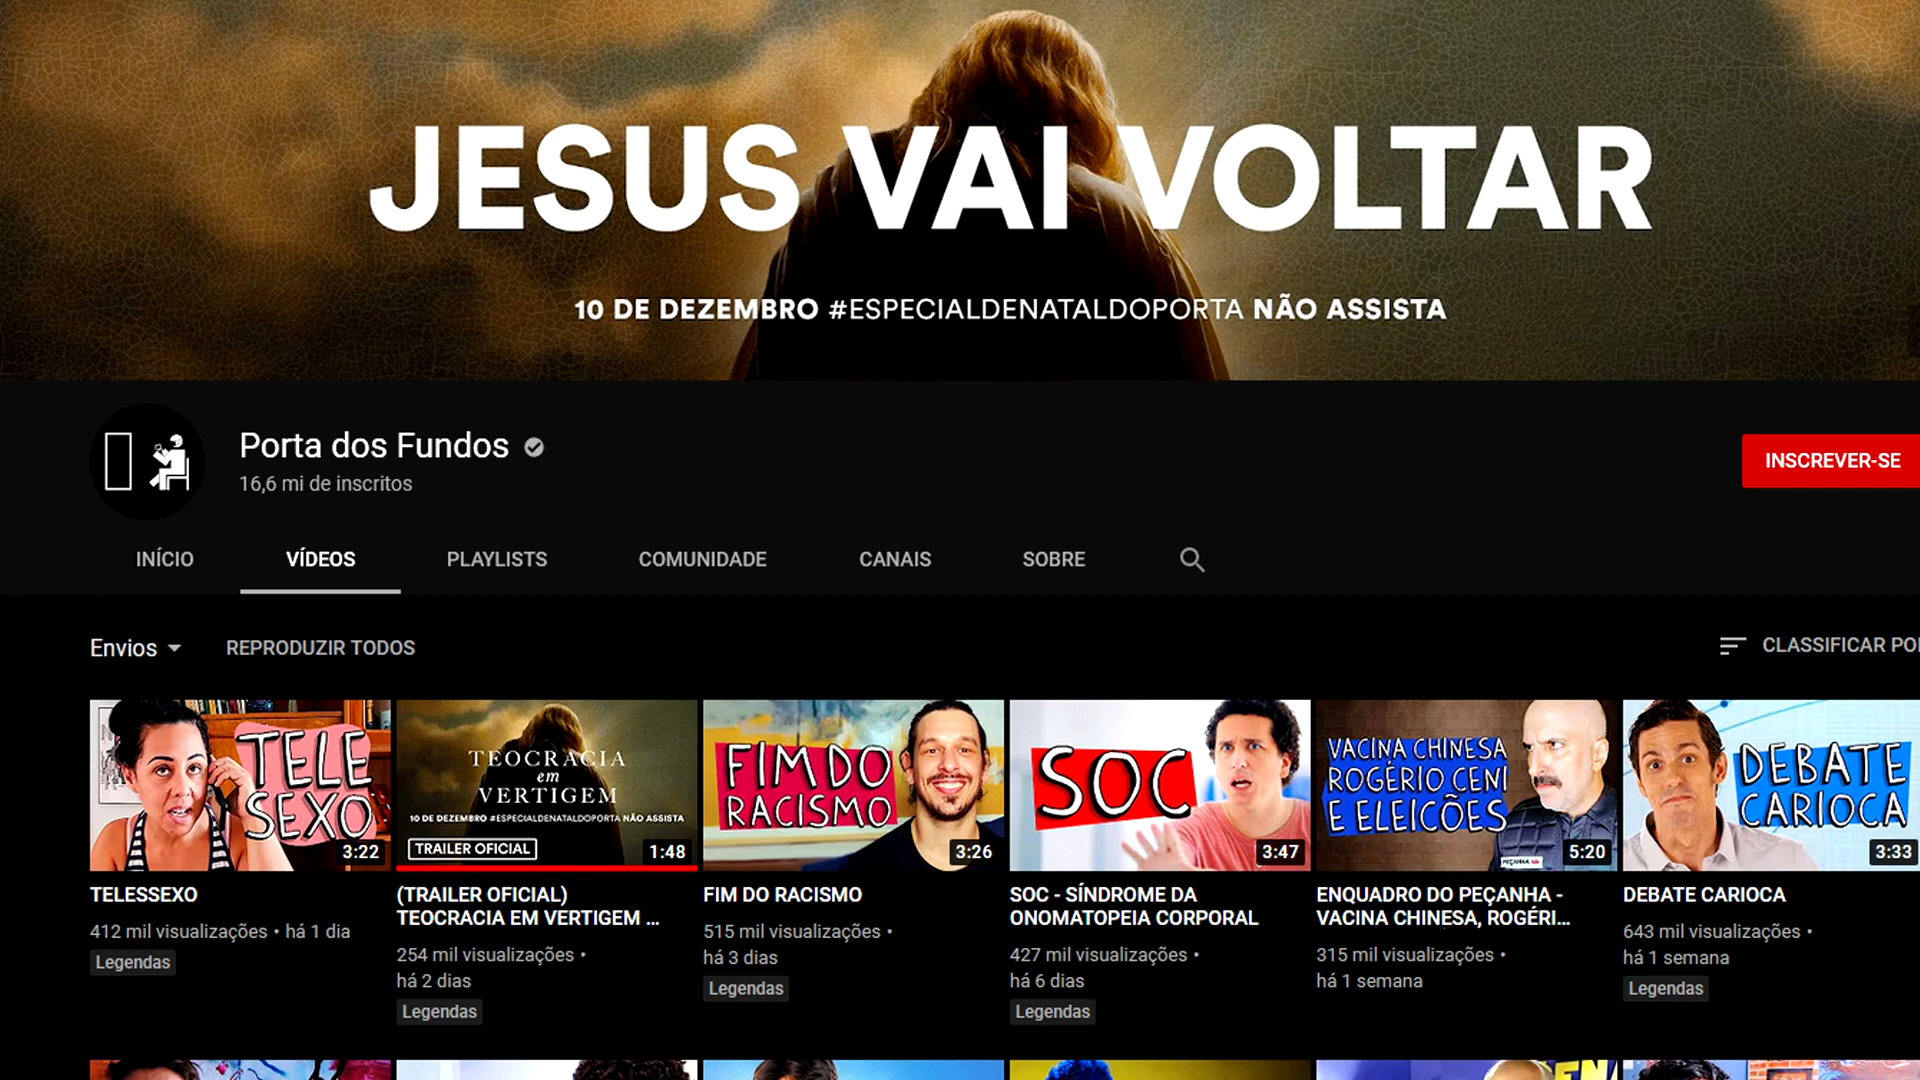 JESUS VAI VOLTAR
10 DE DEZEMBRO #ESPECIALDENATALDOPORTA NÃO ASSISTA
Porta dos Fundos
16,6 mi de inscritos
INSCREVER-SE
INÍCIO
VÍDEOS
PLAYLISTS
COMUNIDADE
CANAIS
SOBRE
Envios
REPRODUZIR TODOS
CLASSIFICAR POR
TELE
SEXO
3:22
TELESSEXO
412 mil visualizações • há 1 dia
Legendas
TEOCRACIA
em
VERTIGEM
10 DE DEZEMBRO #ESPECIALDENATALDOPORTA NÃO ASSISTA
TRAILER OFICIAL
1:48
(TRAILER OFICIAL)
TEOCRACIA EM VERTIGEM ...
254 mil visualizações •
há 2 dias
Legendas
FIM DO
RACISMO
3:26
FIM DO RACISMO
515 mil visualizações •
há 3 dias
Legendas
SOC
3:47
SOC - SÍNDROME DA
ONOMATOPEIA CORPORAL
427 mil visualizações •
há 6 dias
Legendas
VACINA CHINESA
ROGÉRIO CENI
E ELEICÕES
PEÇANHA
5:20
ENQUADRO DO PEÇANHA -
VACINA CHINESA, ROGÉRI...
315 mil visualizações •
há 1 semana
DEBATE
CARIOCA
3:33
DEBATE CARIOCA
643 mil visualizações •
há 1 semana
Legendas